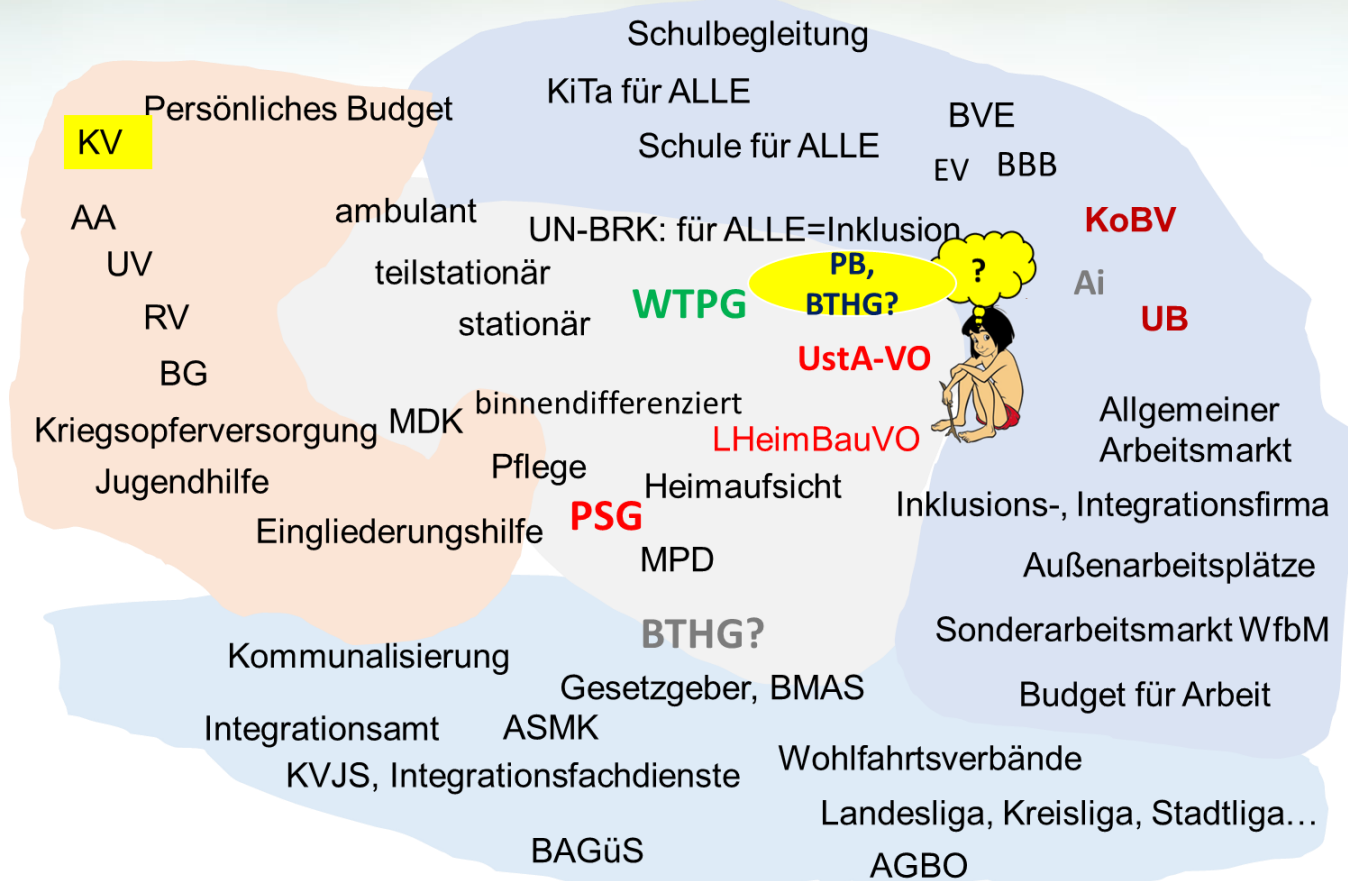 Schulbegleitung
KiTa für ALLE
Persönliches Budget
BVE
KV
Schule für ALLE
EV
BBB
AA
ambulant
UN-BRK: für ALLE=Inklusion
KoBV
UV
teilstationär
PB,
BTHG?
?
Ai
RV
stationär
WTPG
UB
BG
UstA-VO
binnendifferenziert
Kriegsopferversorgung
MDK
LHeimBauVO
Allgemeiner
Arbeitsmarkt
Jugendhilfe
Pflege
Heimaufsicht
Inklusions-, Integrationsfirma
Eingliederungshilfe
PSG
MPD
Außenarbeitsplätze
BTHG?
Sonderarbeitsmarkt WfbM
Kommunalisierung
Gesetzgeber, BMAS
Budget für Arbeit
Integrationsamt
ASMK
KVJS, Integrationsfachdienste
Wohlfahrtsverbände
Landesliga, Kreisliga, Stadtliga…
BAGüS
AGBO